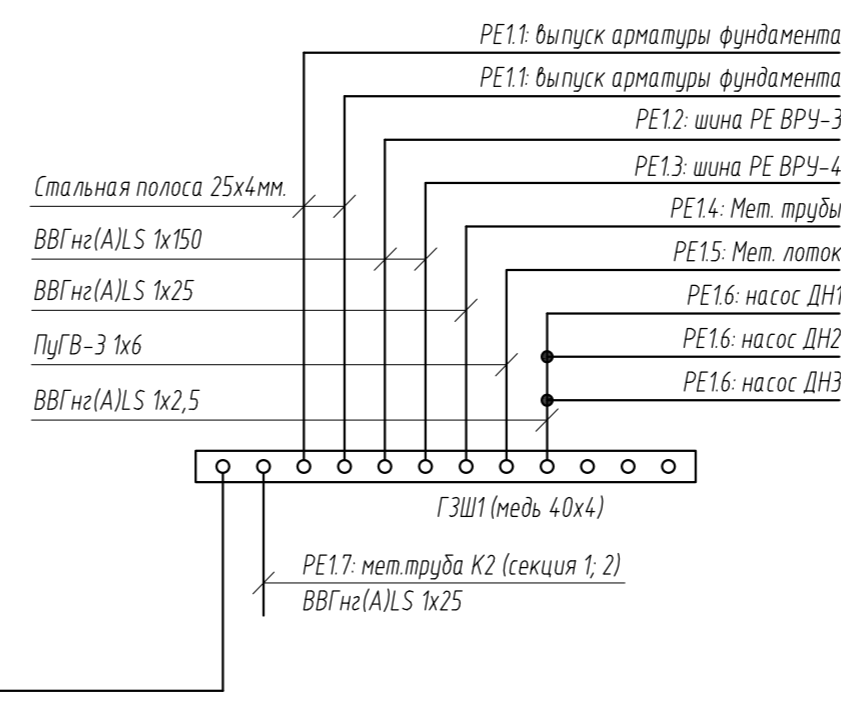 PE1.1: выпуск арматуры фундамента
PE1.1: выпуск арматуры фундамента
PE1.2: шина PE ВРУ-3
PE1.3: шина PE ВРУ-4
PE1.4: Мет. трубы
PE1.5: Мет. лоток
PE1.6: насос ДН1
PE1.6: насос ДН2
PE1.6: насос ДН3
Стальная полоса 25х4мм.
ВВГнг(А)LS 1х150
ВВГнг(А)LS 1х25
ПуГВ-З 1х6
ВВГнг(А)LS 1х2,5
ГЗШ1 (медь 40х4)
PE1.7: мет.труба К2 (секция 1; 2)
ВВГнг(А)LS 1х25